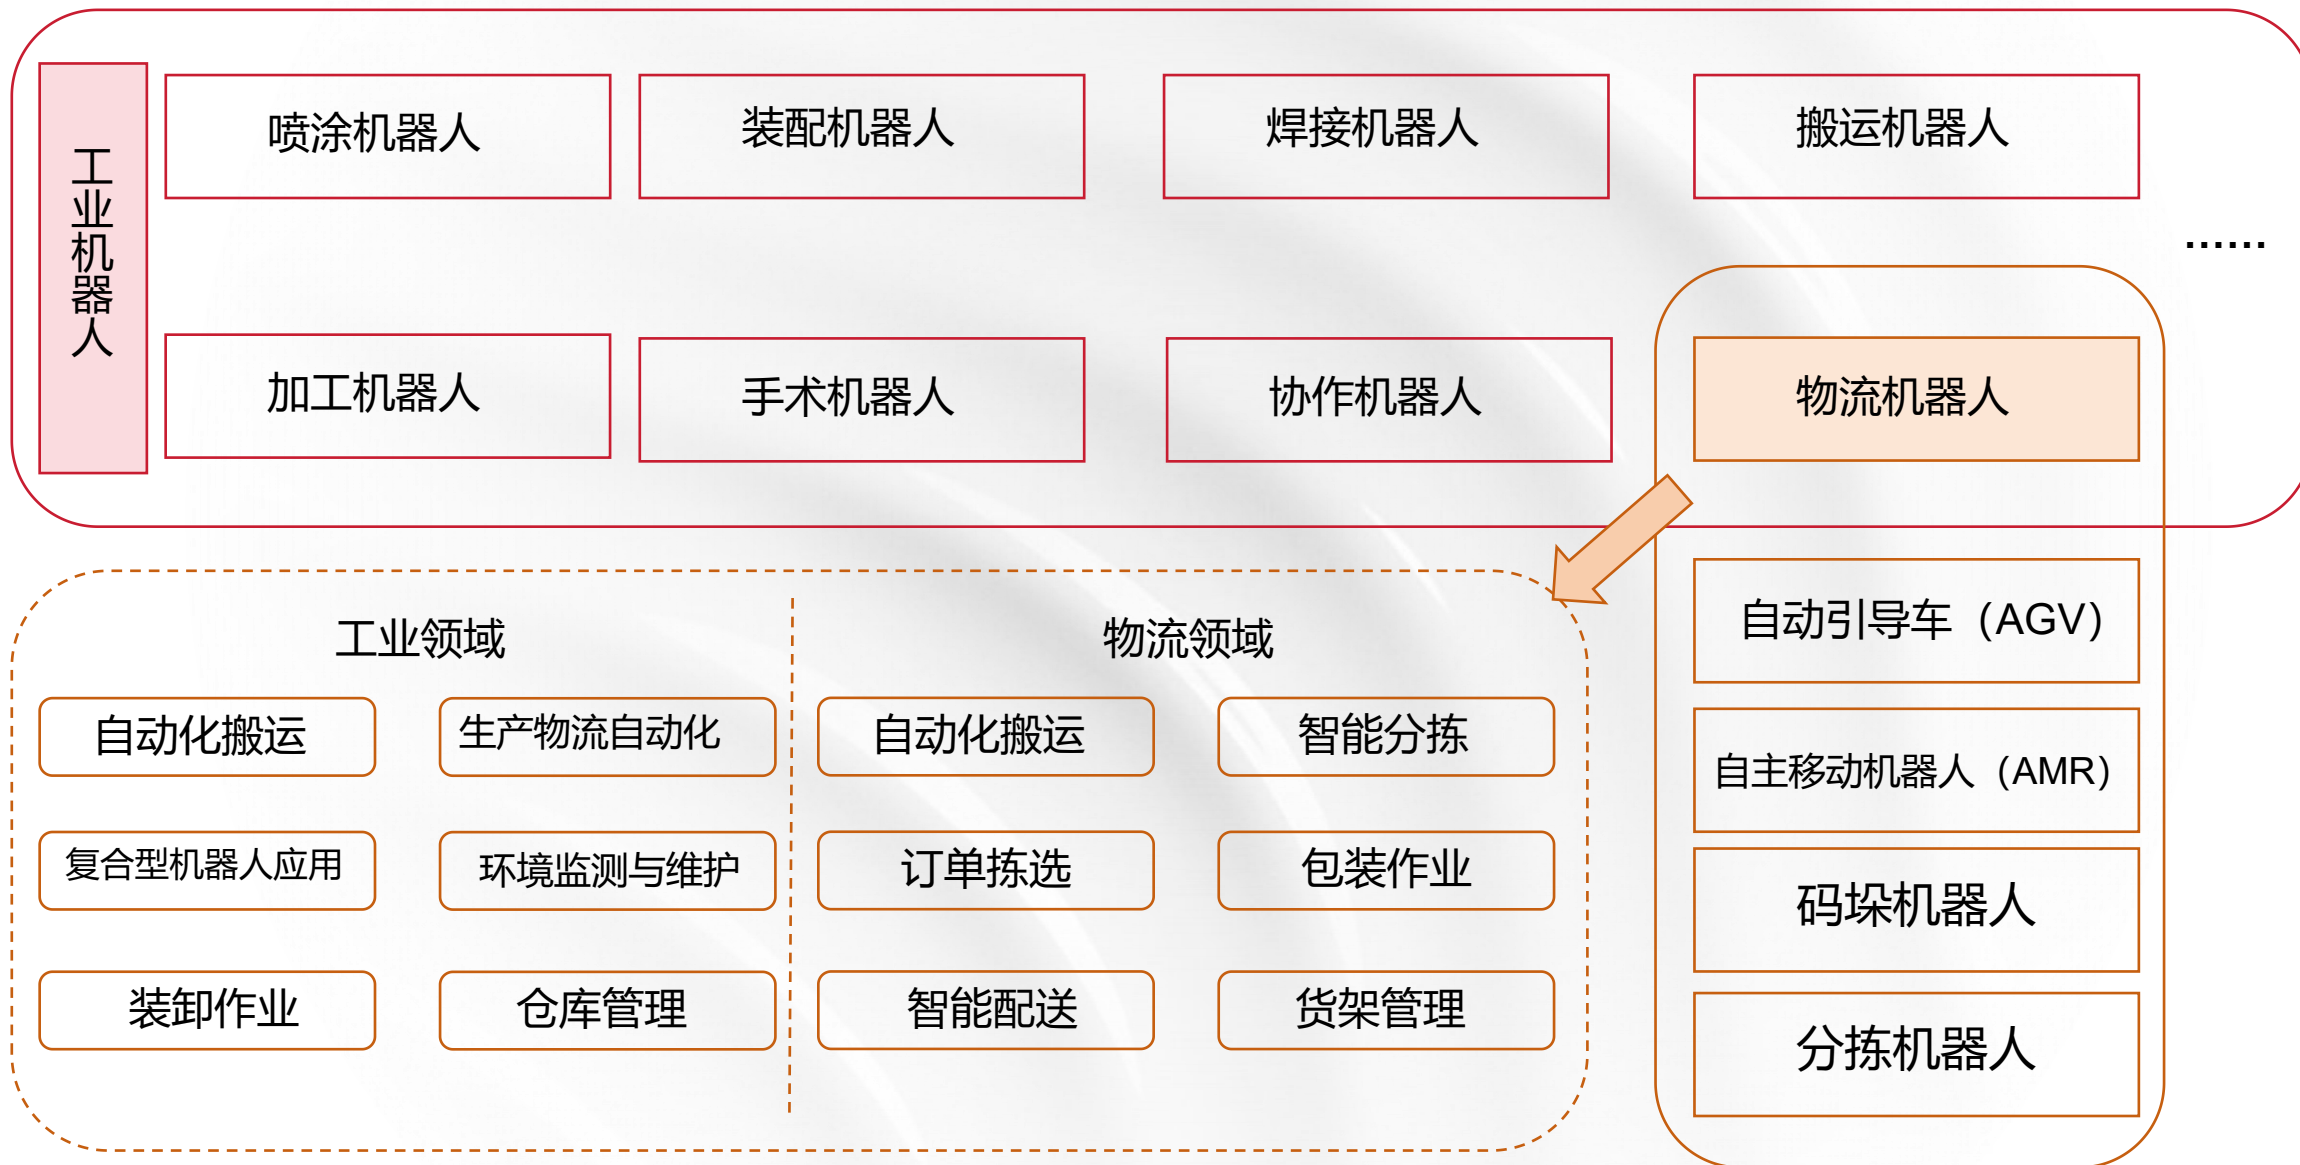 工业机器人
喷涂机器人
装配机器人
焊接机器人
搬运机器人
……
加工机器人
手术机器人
协作机器人
物流机器人
自动引导车（AGV）
自主移动机器人（AMR）
码垛机器人
分拣机器人
工业领域
自动化搬运
生产物流自动化
复合型机器人应用
环境监测与维护
装卸作业
仓库管理
物流领域
自动化搬运
智能分拣
订单拣选
包装作业
智能配送
货架管理